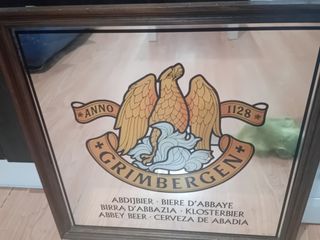 ANNO 1128
GRIMBERGEN
ABDIJBIER · BIERE D'ABBAYE
BIRRA D'ABBAZIA · KLOSTERBIER
ABBEY BEER · CERVEZA DE ABADIA